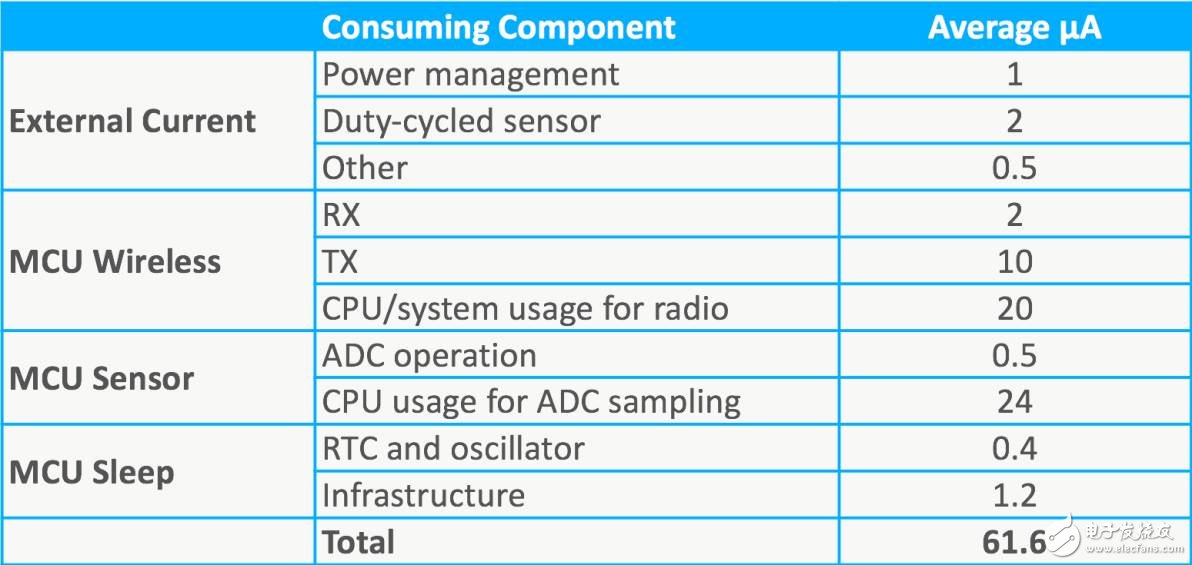 Consuming Component Average µA
External Current
Power management 1
Duty-cycled sensor 2
Other 0.5
MCU Wireless
RX 2
TX 10
CPU/system usage for radio 20
MCU Sensor
ADC operation 0.5
CPU usage for ADC sampling 24
MCU Sleep
RTC and oscillator 0.4
Infrastructure 1.2
Total 61.6
电子发烧友
www.elecfans.com